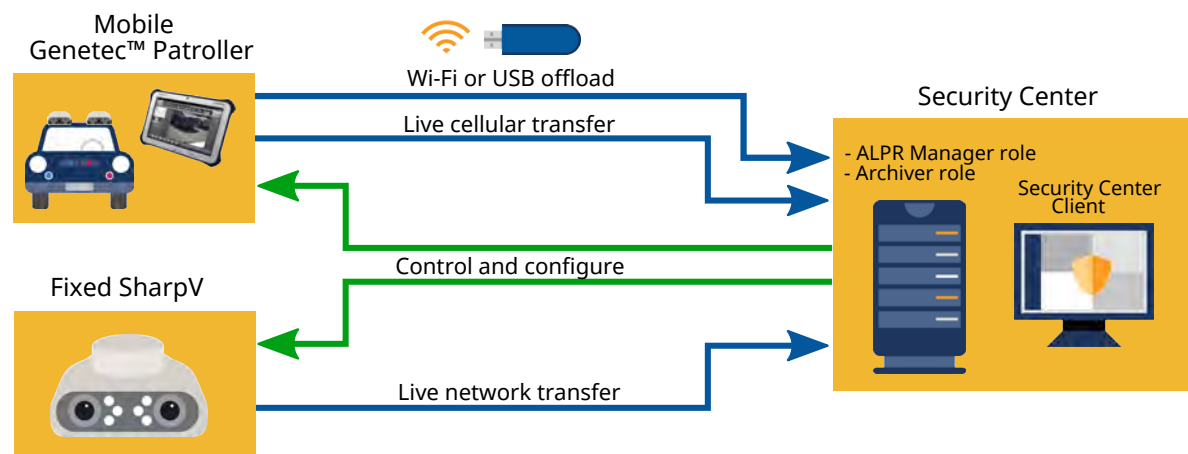 Mobile
Genetec™ Patroller
Wi-Fi or USB offload
Live cellular transfer
Security Center
- ALPR Manager role
- Archiver role
Security Center
Client
Control and configure
Fixed SharpV
Live network transfer